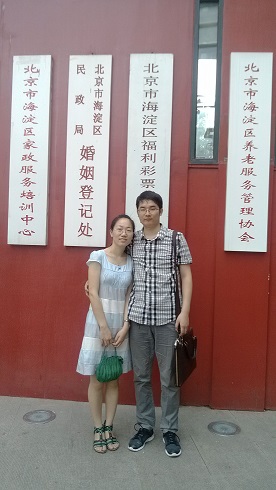 北京市海淀区家政服务培训中心
北京市海淀区
民政局
婚姻登记处
北京市海淀区福利彩票
北京市海淀区养老服务管理协会